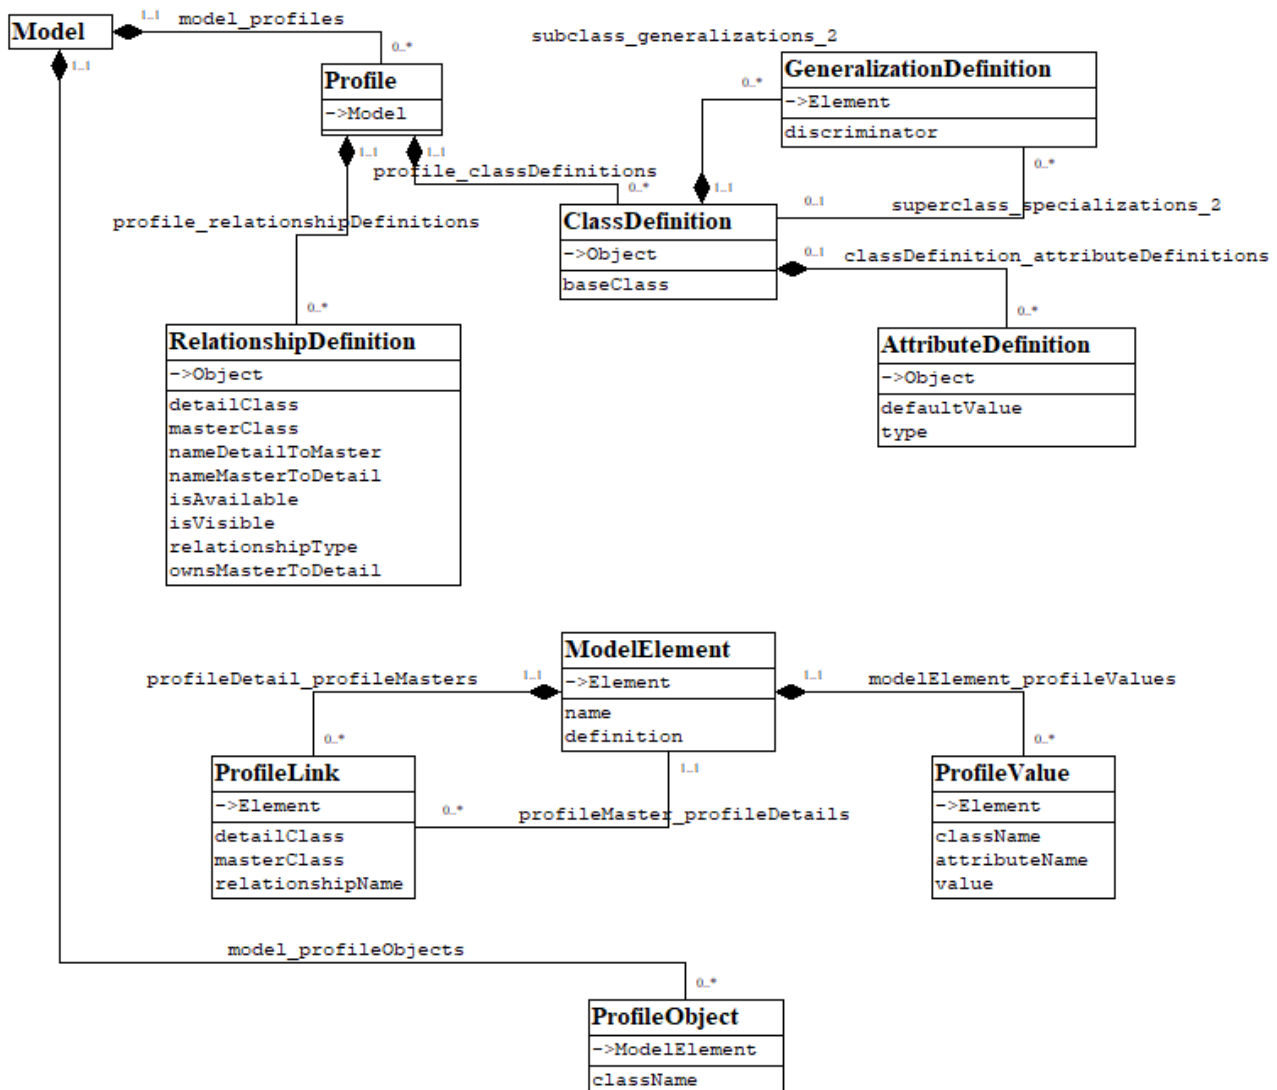 Model
1..1
model_profiles
0..*
1..1
Profile
->Model
1..1
1..1
subclass_generalizations_2
0..*
GeneralizationDefinition
->Element
discriminator
0..*
profile_classDefinitions
0..*
1..1
0..1
superclass_specializations_2
profile_relationshipDefinitions
ClassDefinition
->Object
baseClass
0..1
classDefinition_attributeDefinitions
0..*
0..*
RelationshipDefinition
->Object
detailClass
masterClass
nameDetailToMaster
nameMasterToDetail
isAvailable
isVisible
relationshipType
ownsMasterToDetail
AttributeDefinition
->Object
defaultValue
type
ModelElement
->Element
name
definition
profileDetail_profileMasters
1..1
1..1
modelElement_profileValues
0..*
1..1
0..*
ProfileLink
->Element
detailClass
masterClass
relationshipName
0..*
profileMaster_profileDetails
ProfileValue
->Element
className
attributeName
value
model_profileObjects
0..*
ProfileObject
->ModelElement
className